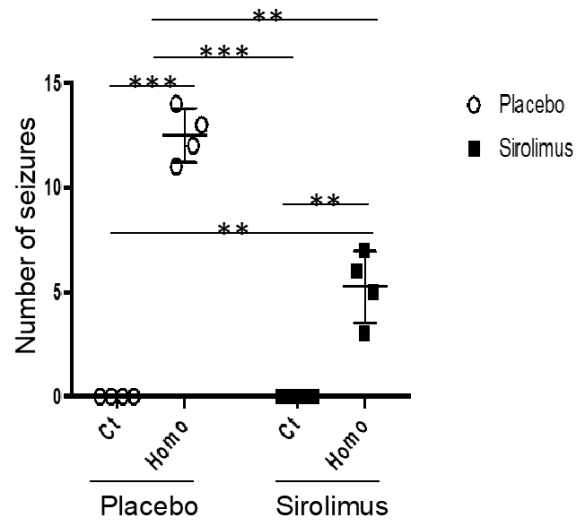 **
***
15
***
Placebo
Sirolimus
Number of seizures
10
**
**
5
0
Ct
Homo
Ct
Homo
Placebo
Sirolimus